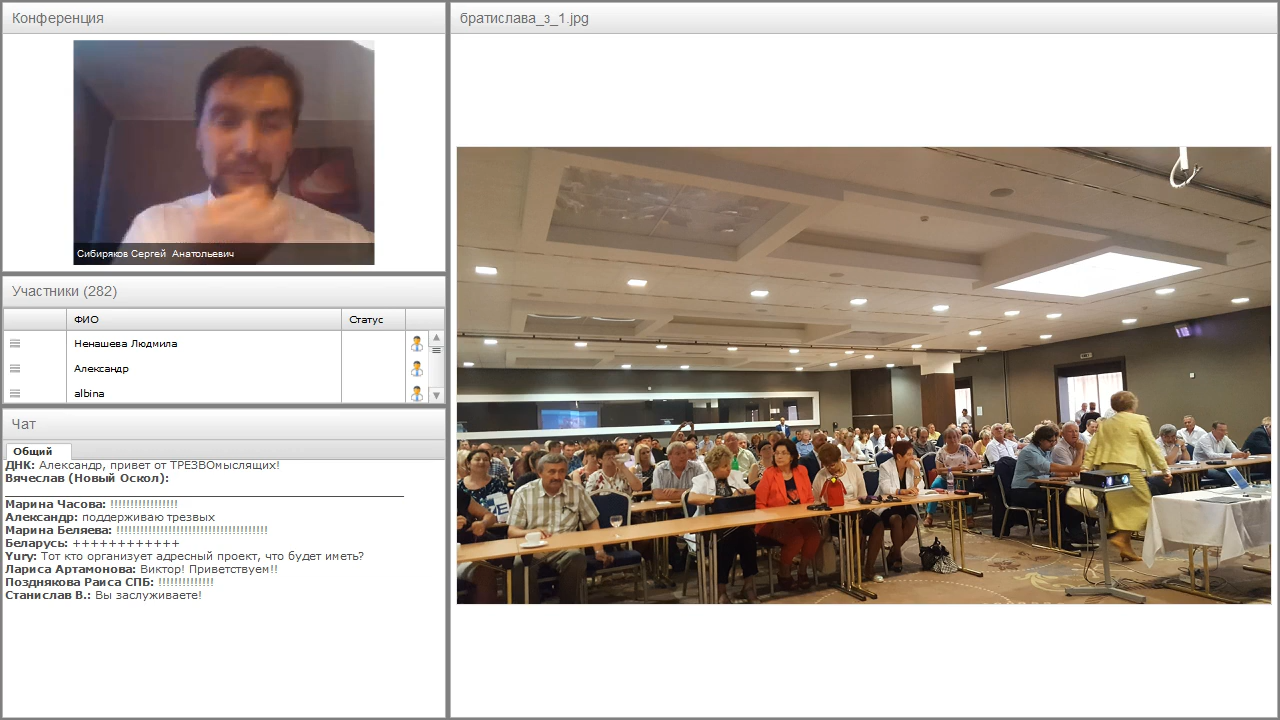 Конференция
Сибиряков Сергей Анатольевич
Участники (282)
ФИО Статус
Ненашева Людмила
Александр
albina
Чат
Общий
ДНК: Александр, привет от ТРЕЗВОмыслящих!
Вячеслав (Новый Оскол):
Марина Часова: !!!!!!!!!!!!!!!!!
Александр: поддерживаю трезвых
Марина Беляева: !!!!!!!!!!!!!!!!!!!!!!!!!!!!!!!!!!!!!!
Беларусь: +++++++++++
Yury: Тот кто организует адресный проект, что будет иметь?
Лариса Артамонова: Виктор! Приветствуем!!
Позднякова Раиса СПБ: !!!!!!!!!!!!!!
Станислав В.: Вы заслуживаете!
братислава_з_1.jpg